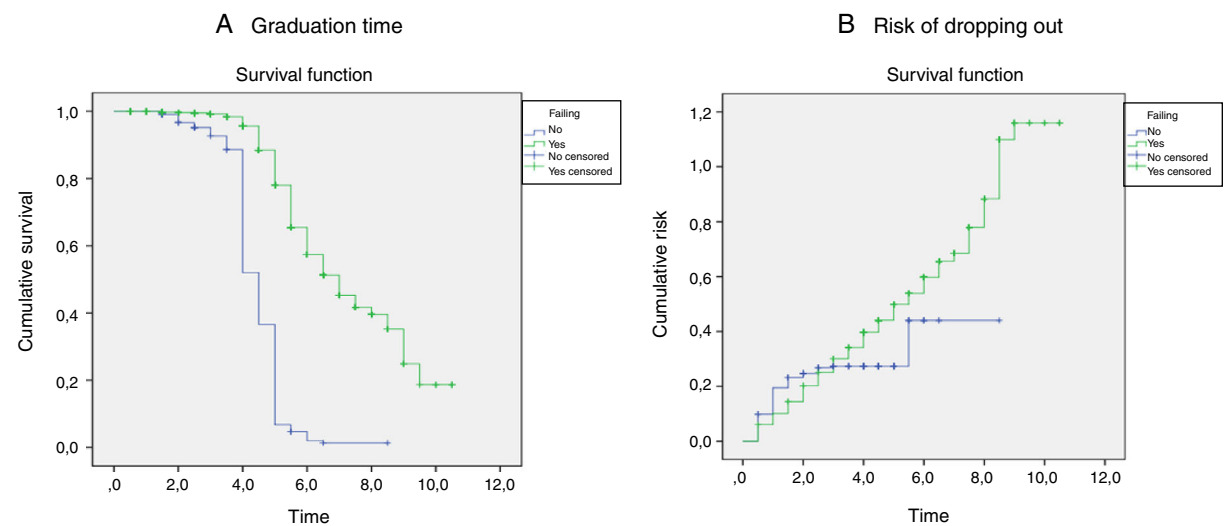 A Graduation time
Survival function
Cumulative survival
1,0
0,8
0,6
0,4
0,2
0,0
,0 2,0 4,0 6,0 8,0 10,0 12,0
Time
Failing
No
Yes
No censored
Yes censored
B Risk of dropping out
Survival function
Cumulative risk
1,2
1,0
0,8
0,6
0,4
0,2
0,0
,0 2,0 4,0 6,0 8,0 10,0 12,0
Time
Failing
No
Yes
No censored
Yes censored